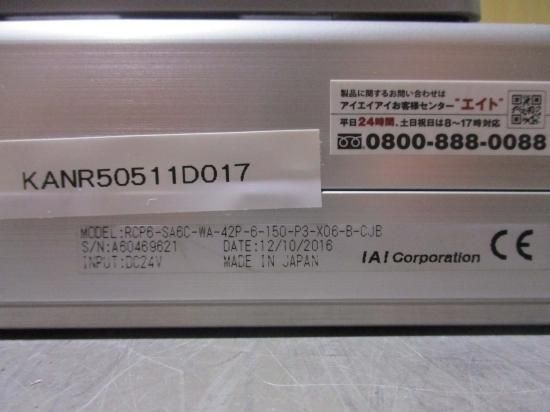 製品に関するお問い合わせは
アイエイアイお客様センター"エイト"
平日24時間、土日祝日は8～17時対応
0800-888-0088
KANR50511D017
MODEL:RCP6-SA6C-WA-42P-6-150-P3-X06-B-CJB
S/N:A60469621 DATE:12/10/2016
INPUT:DC24V MADE IN JAPAN
IAI Corporation CE